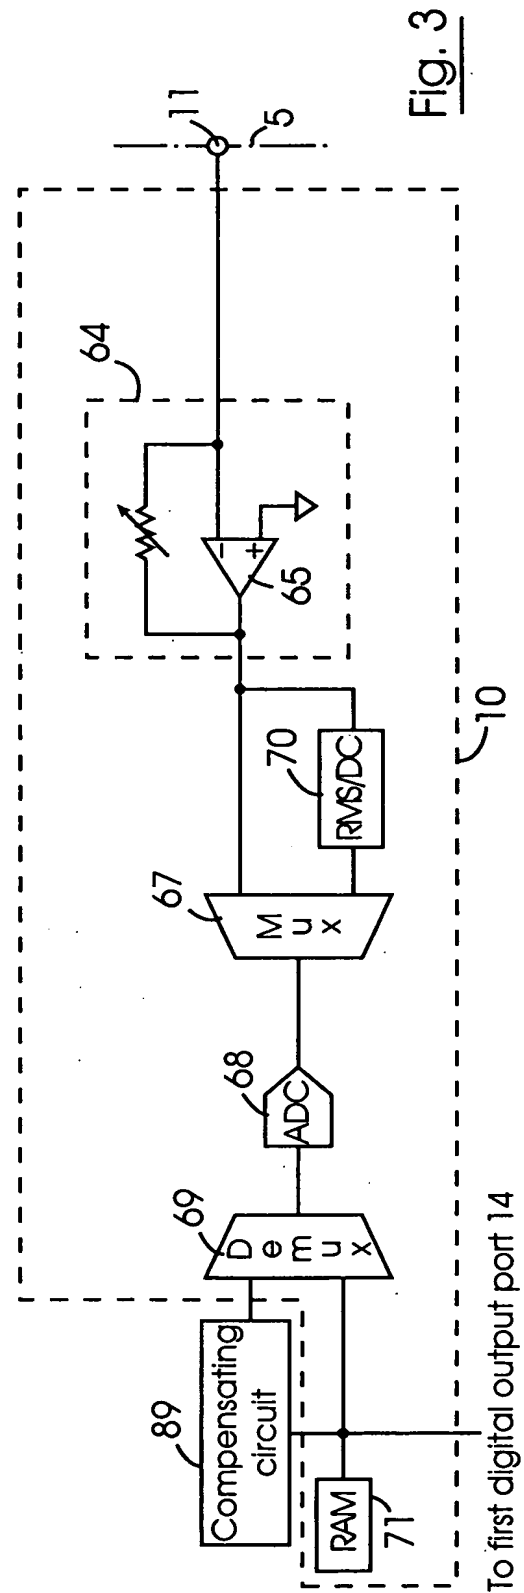 Fig. 3
11
5
64
−
+
65
10
70
RMS/DC
67
Mux
68
ADC
69
Demux
89
Compensating
circuit
RAM
71
To first digital output port 14